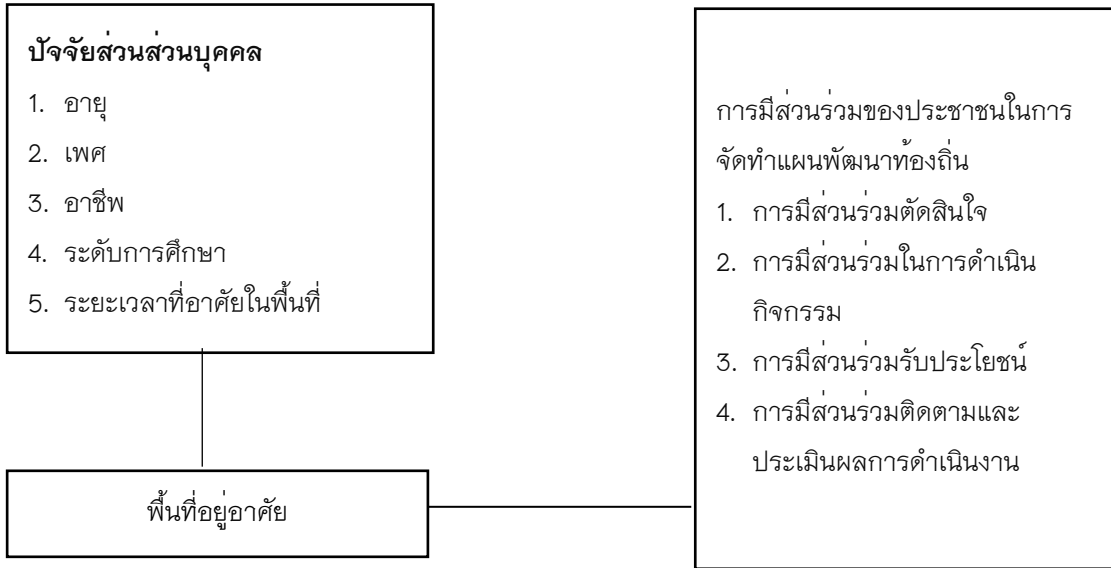 ปัจจัยส่วนส่วนบุคคล
1. อายุ
2. เพศ
3. อาชีพ
4. ระดับการศึกษา
5. ระยะเวลาที่อาศัยในพื้นที่
พื้นที่อยู่อาศัย
การมีส่วนร่วมของประชาชนในการ
จัดทำแผนพัฒนาท้องถิ่น
1. การมีส่วนร่วมตัดสินใจ
2. การมีส่วนร่วมในการดำเนิน
กิจกรรม
3. การมีส่วนร่วมรับประโยชน์
4. การมีส่วนร่วมติดตามและ
ประเมินผลการดำเนินงาน